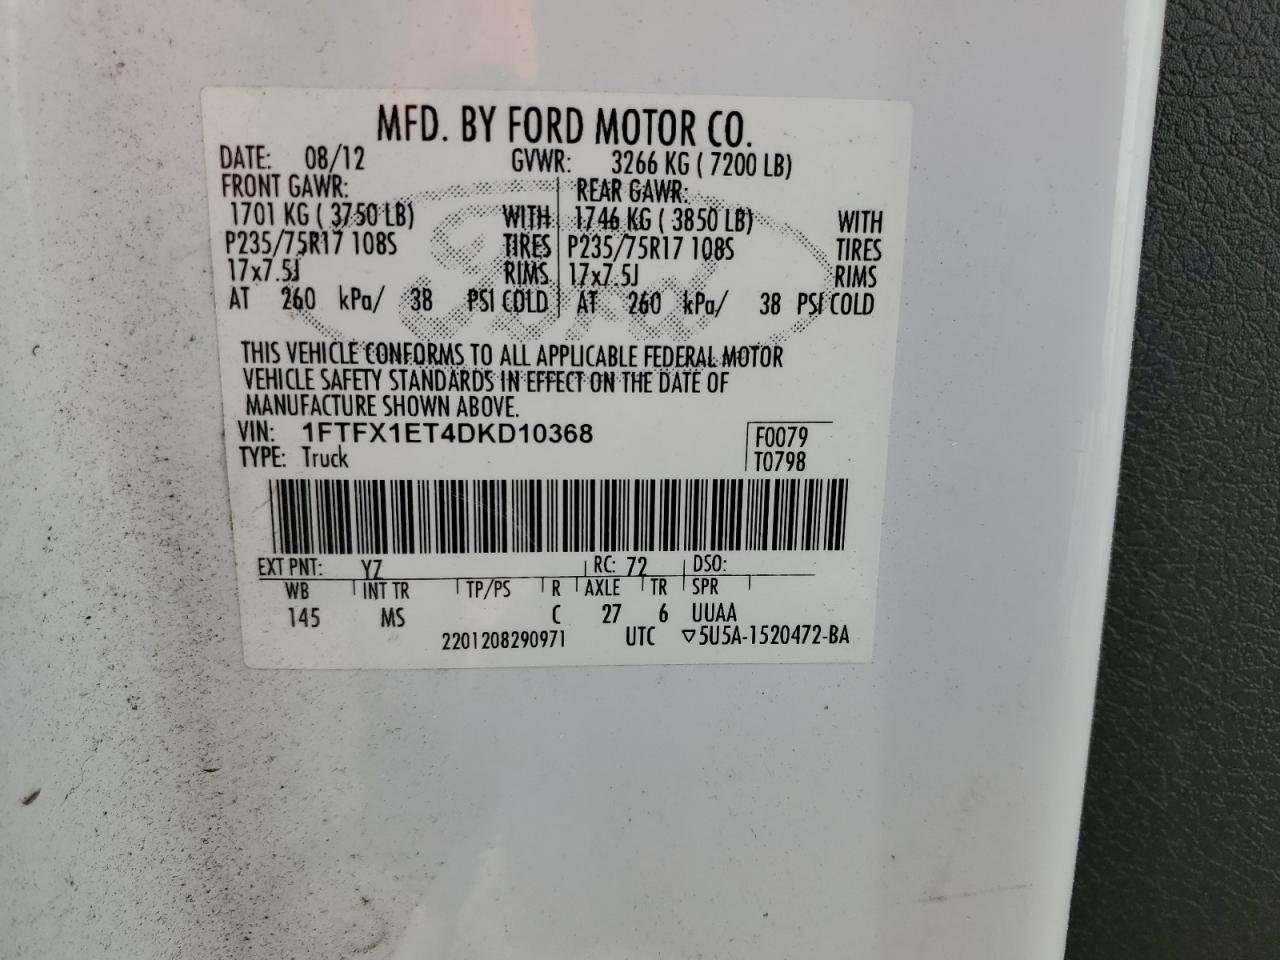 MFD. BY FORD MOTOR CO.
DATE: 08/12 GVWR: 3266 KG ( 7200 LB)
FRONT GAWR: REAR GAWR:
1701 KG ( 3750 LB) WITH 1746 KG ( 3850 LB) WITH
P235/75R17 108S TIRES P235/75R17 108S TIRES
17x7.5J RIMS 17x7.5J RIMS
AT 260 kPa/ 38 PSI COLD AT 260 kPa/ 38 PSI COLD
Ford
THIS VEHICLE CONFORMS TO ALL APPLICABLE FEDERAL MOTOR
VEHICLE SAFETY STANDARDS IN EFFECT ON THE DATE OF
MANUFACTURE SHOWN ABOVE.
VIN: 1FTFX1ET4DKD10368 F0079
TYPE: Truck T0798
EXT PNT: YZ RC: 72 DSO:
WB INT TR TP/PS R AXLE TR SPR
145 MS C 27 6 UUAA
2201208290971 UTC ▽5U5A-1520472-BA